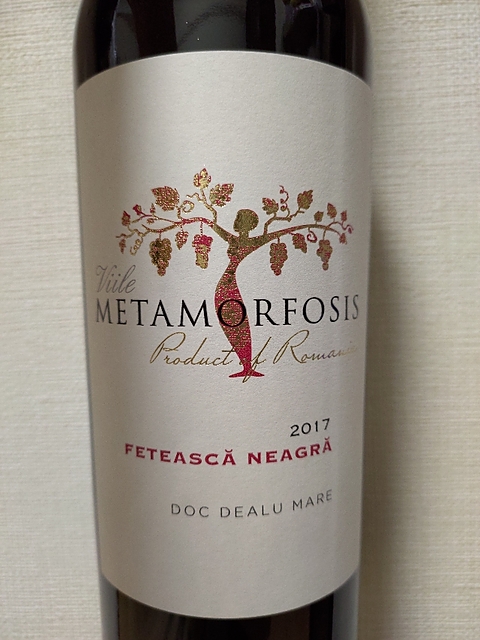 Viile
METAMORFOSIS
Product of Romania
2017
FETEASCĂ NEAGRĂ
DOC DEALU MARE